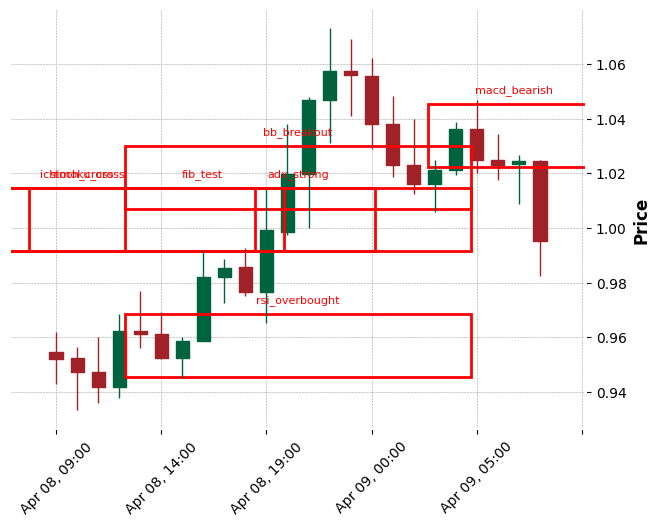 macd_bearish
bb_breakout
fib_test
adx_strong
rsi_overbought
1.06
1.04
1.02
1.00
0.98
0.96
0.94
Price
Apr 08, 09:00
Apr 08, 14:00
Apr 08, 19:00
Apr 09, 00:00
Apr 09, 05:00